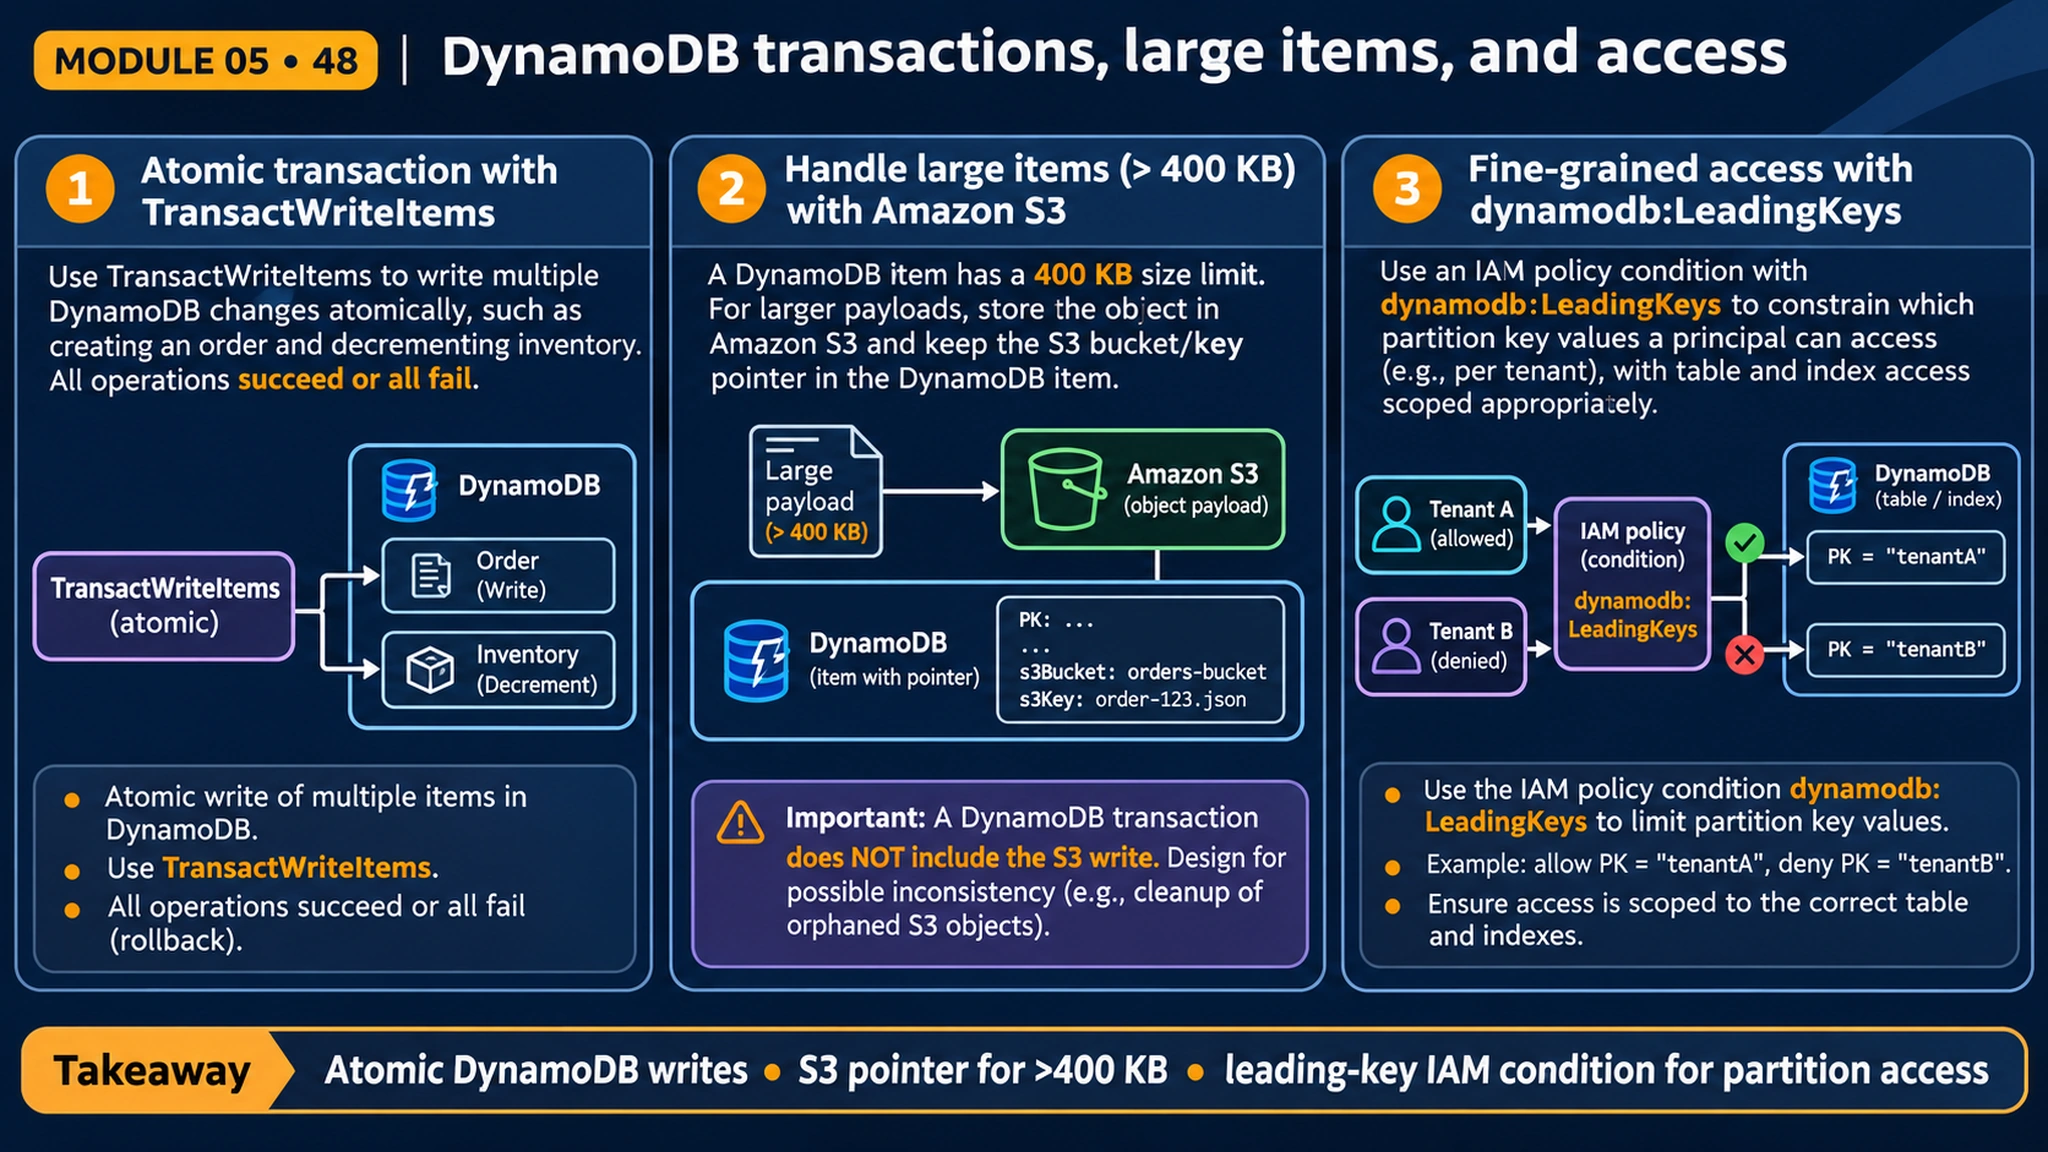 MODULE 05 • 48
DynamoDB transactions, large items, and access
1
Atomic transaction with
TransactWriteItems
Use TransactWriteItems to write multiple
DynamoDB changes atomically, such as
creating an order and decrementing inventory.
All operations succeed or all fail.
TransactWriteItems
(atomic)
DynamoDB
Order
(Write)
Inventory
(Decrement)
• Atomic write of multiple items in
DynamoDB.
• Use TransactWriteItems.
• All operations succeed or all fail
(rollback).
2
Handle large items (> 400 KB)
with Amazon S3
A DynamoDB item has a 400 KB size limit.
For larger payloads, store the object in
Amazon S3 and keep the S3 bucket/key
pointer in the DynamoDB item.
Large
payload
(> 400 KB)
Amazon S3
(object payload)
DynamoDB
(item with pointer)
PK: ...
...
s3Bucket: orders-bucket
s3Key: order-123.json
Important: A DynamoDB transaction
does NOT include the S3 write. Design for
possible inconsistency (e.g., cleanup of
orphaned S3 objects).
3
Fine-grained access with
dynamodb:LeadingKeys
Use an IAM policy condition with
dynamodb:LeadingKeys to constrain which
partition key values a principal can access
(e.g., per tenant), with table and index access
scoped appropriately.
Tenant A
(allowed)
Tenant B
(denied)
IAM policy
(condition)
dynamodb:
LeadingKeys
DynamoDB
(table / index)
PK = "tenantA"
PK = "tenantB"
• Use the IAM policy condition dynamodb:
LeadingKeys to limit partition key values.
• Example: allow PK = "tenantA", deny PK = "tenantB".
• Ensure access is scoped to the correct table
and indexes.
Takeaway
Atomic DynamoDB writes • S3 pointer for >400 KB • leading-key IAM condition for partition access